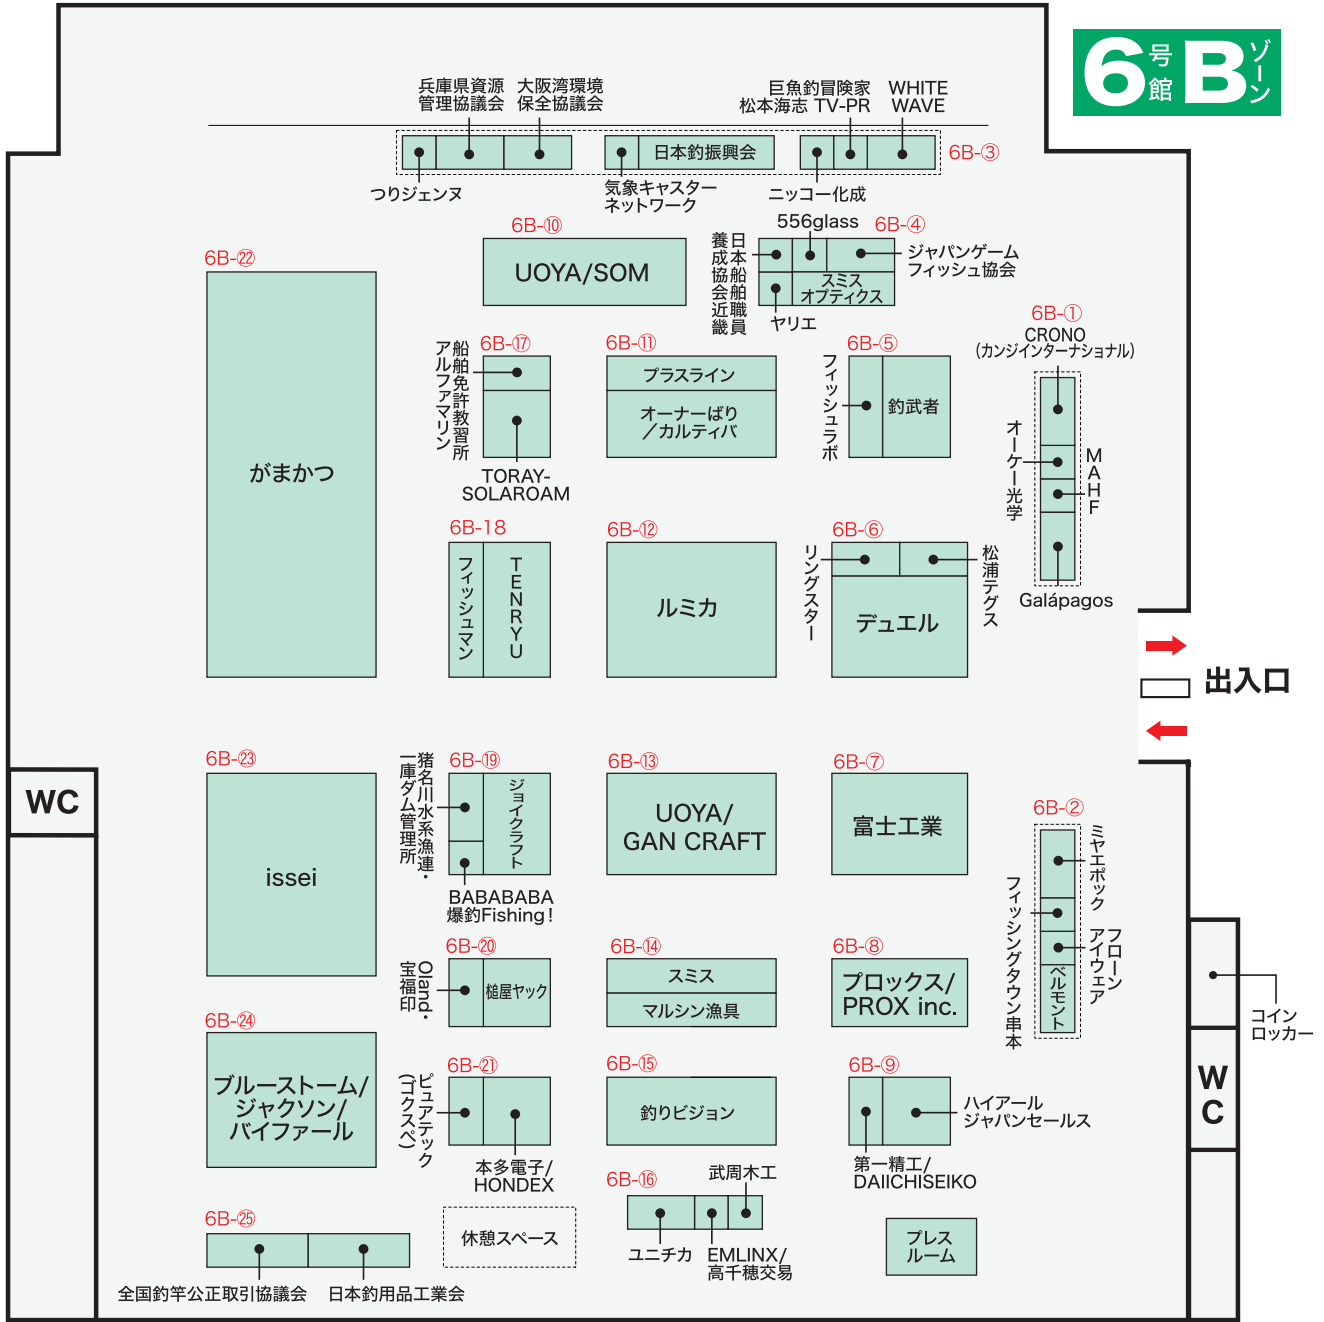 6号館 Bゾーン
兵庫県資源
管理協議会
大阪湾環境
保全協議会
巨魚釣冒険家
松本海志 TV-PR
WHITE
WAVE
6B-③
日本釣振興会
つりジェンヌ
気象キャスター
ネットワーク
ニッコー化成
6B-⑩
UOYA/SOM
556glass
6B-④
日本船舶職員
養成協会近畿
ジャパンゲーム
フィッシュ協会
スミス
オプティクス
ヤリエ
6B-㉒
がまかつ
6B-⑰
船舶免許教習所
アルファマリン
TORAY-
SOLAROAM
6B-⑪
プラスライン
オーナーばり
/カルティバ
6B-⑤
フィッシュラボ
釣武者
6B-①
CRONO
(カンジインターナショナル)
オーケー光学
MAHF
Galápagos
6B-18
フィッシュマン
TENRYU
6B-⑫
ルミカ
6B-⑥
リングスター
松浦テグス
デュエル
出入口
6B-㉓
issei
WC
6B-⑲
猪名川水系漁連・
一庫ダム管理所
ジョイクラフト
BABABABA
爆釣Fishing!
6B-⑬
UOYA/
GAN CRAFT
6B-⑦
富士工業
6B-②
ミヤエポック
フィッシングタウン串本
フローン
アイウェア
ベルモント
6B-⑳
Oland・
宝福印
槌屋ヤック
6B-⑭
スミス
マルシン漁具
6B-⑧
プロックス/
PROX inc.
コイン
ロッカー
WC
6B-㉔
ブルーストーム/
ジャクソン/
バイファール
6B-㉑
ピュアテック
(ゴクスペ)
本多電子/
HONDEX
6B-⑮
釣りビジョン
6B-⑨
ハイアール
ジャパンセールス
第一精工/
DAIICHISEIKO
6B-⑯
武周木工
ユニチカ
EMLINX/
高千穂交易
6B-㉕
全国釣竿公正取引協議会
日本釣用品工業会
休憩スペース
プレス
ルーム